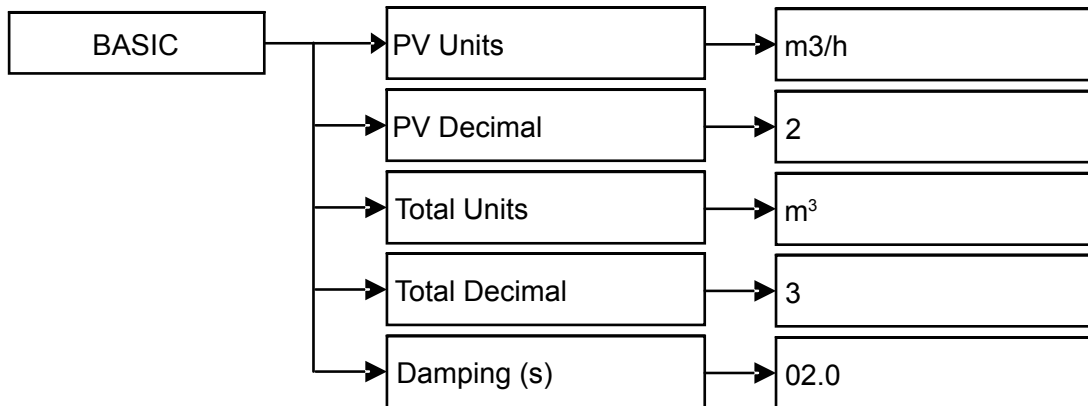 BASIC
PV Units
m3/h
PV Decimal
2
Total Units
m³
Total Decimal
3
Damping (s)
02.0